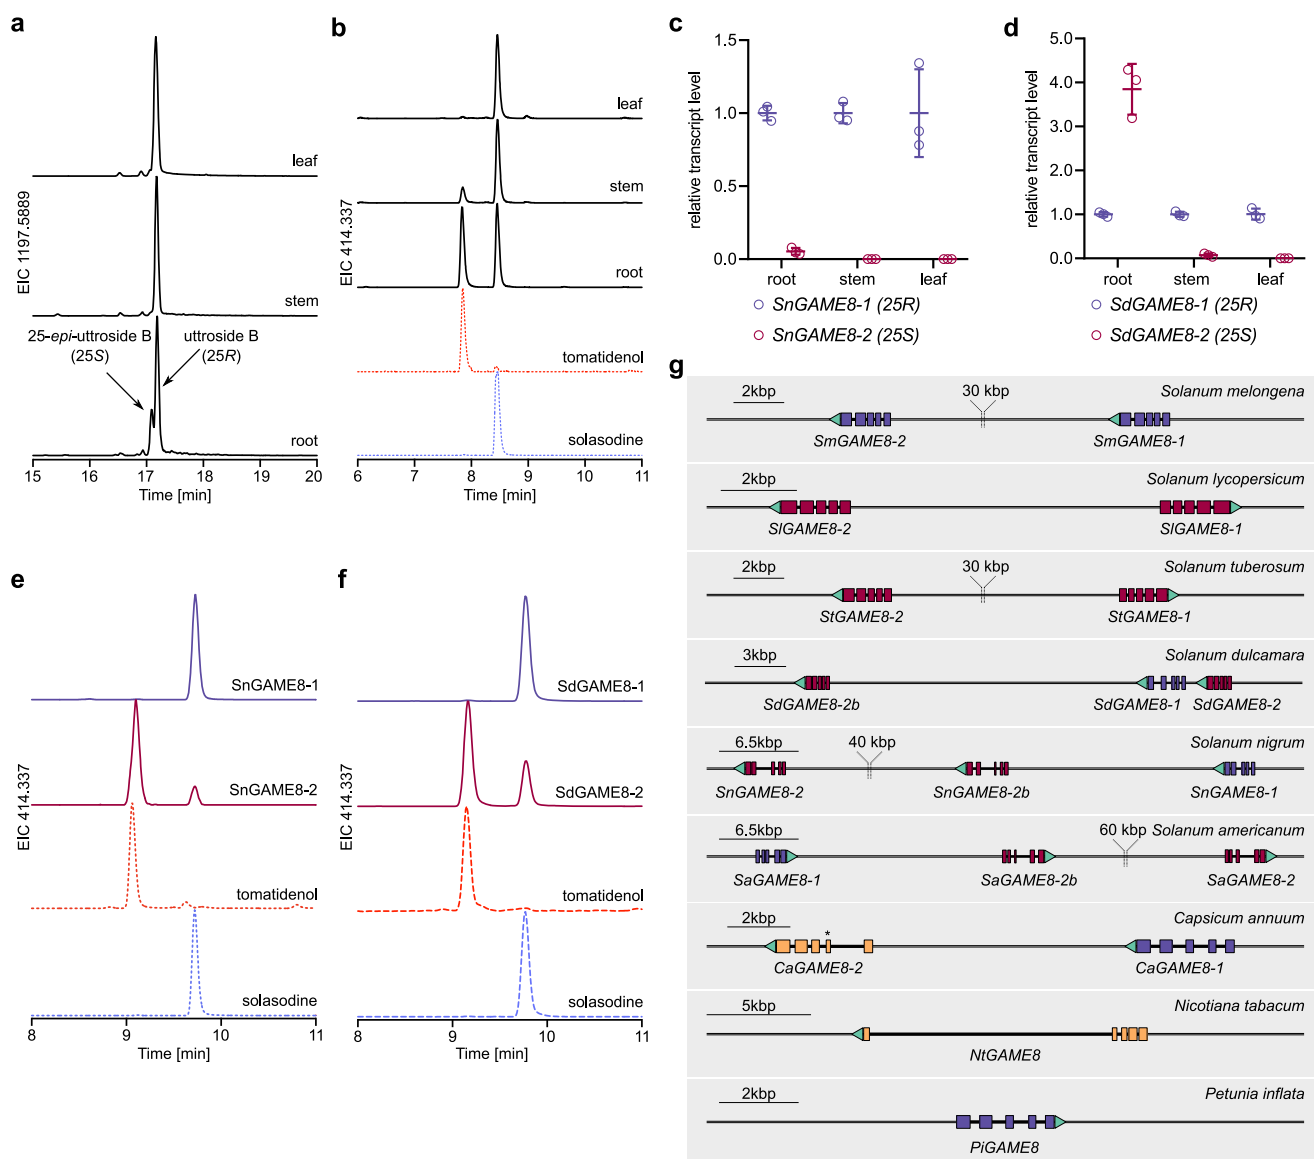 a
EIC 1197.5889
leaf
stem
25-epi-uttroside B
(25S)
uttroside B
(25R)
root
15 16 17 18 19 20
Time [min]
b
EIC 414.337
leaf
stem
root
tomatidenol
solasodine
6 7 8 9 10 11
Time [min]
c
relative transcript level
1.5
1.0
0.5
0.0
root stem leaf
SnGAME8-1 (25R)
SnGAME8-2 (25S)
d
relative transcript level
5.0
4.0
3.0
2.0
1.0
0.0
root stem leaf
SdGAME8-1 (25R)
SdGAME8-2 (25S)
e
EIC 414.337
SnGAME8-1
SnGAME8-2
tomatidenol
solasodine
8 9 10 11
Time [min]
f
EIC 414.337
SdGAME8-1
SdGAME8-2
tomatidenol
solasodine
8 9 10 11
Time [min]
g
2kbp 30 kbp Solanum melongena
SmGAME8-2 SmGAME8-1
2kbp Solanum lycopersicum
SlGAME8-2 SlGAME8-1
2kbp 30 kbp Solanum tuberosum
StGAME8-2 StGAME8-1
3kbp Solanum dulcamara
SdGAME8-2b SdGAME8-1 SdGAME8-2
6.5kbp 40 kbp Solanum nigrum
SnGAME8-2 SnGAME8-2b SnGAME8-1
6.5kbp 60 kbp Solanum americanum
SaGAME8-1 SaGAME8-2b SaGAME8-2
2kbp * Capsicum annuum
CaGAME8-2 CaGAME8-1
5kbp Nicotiana tabacum
NtGAME8
2kbp Petunia inflata
PiGAME8